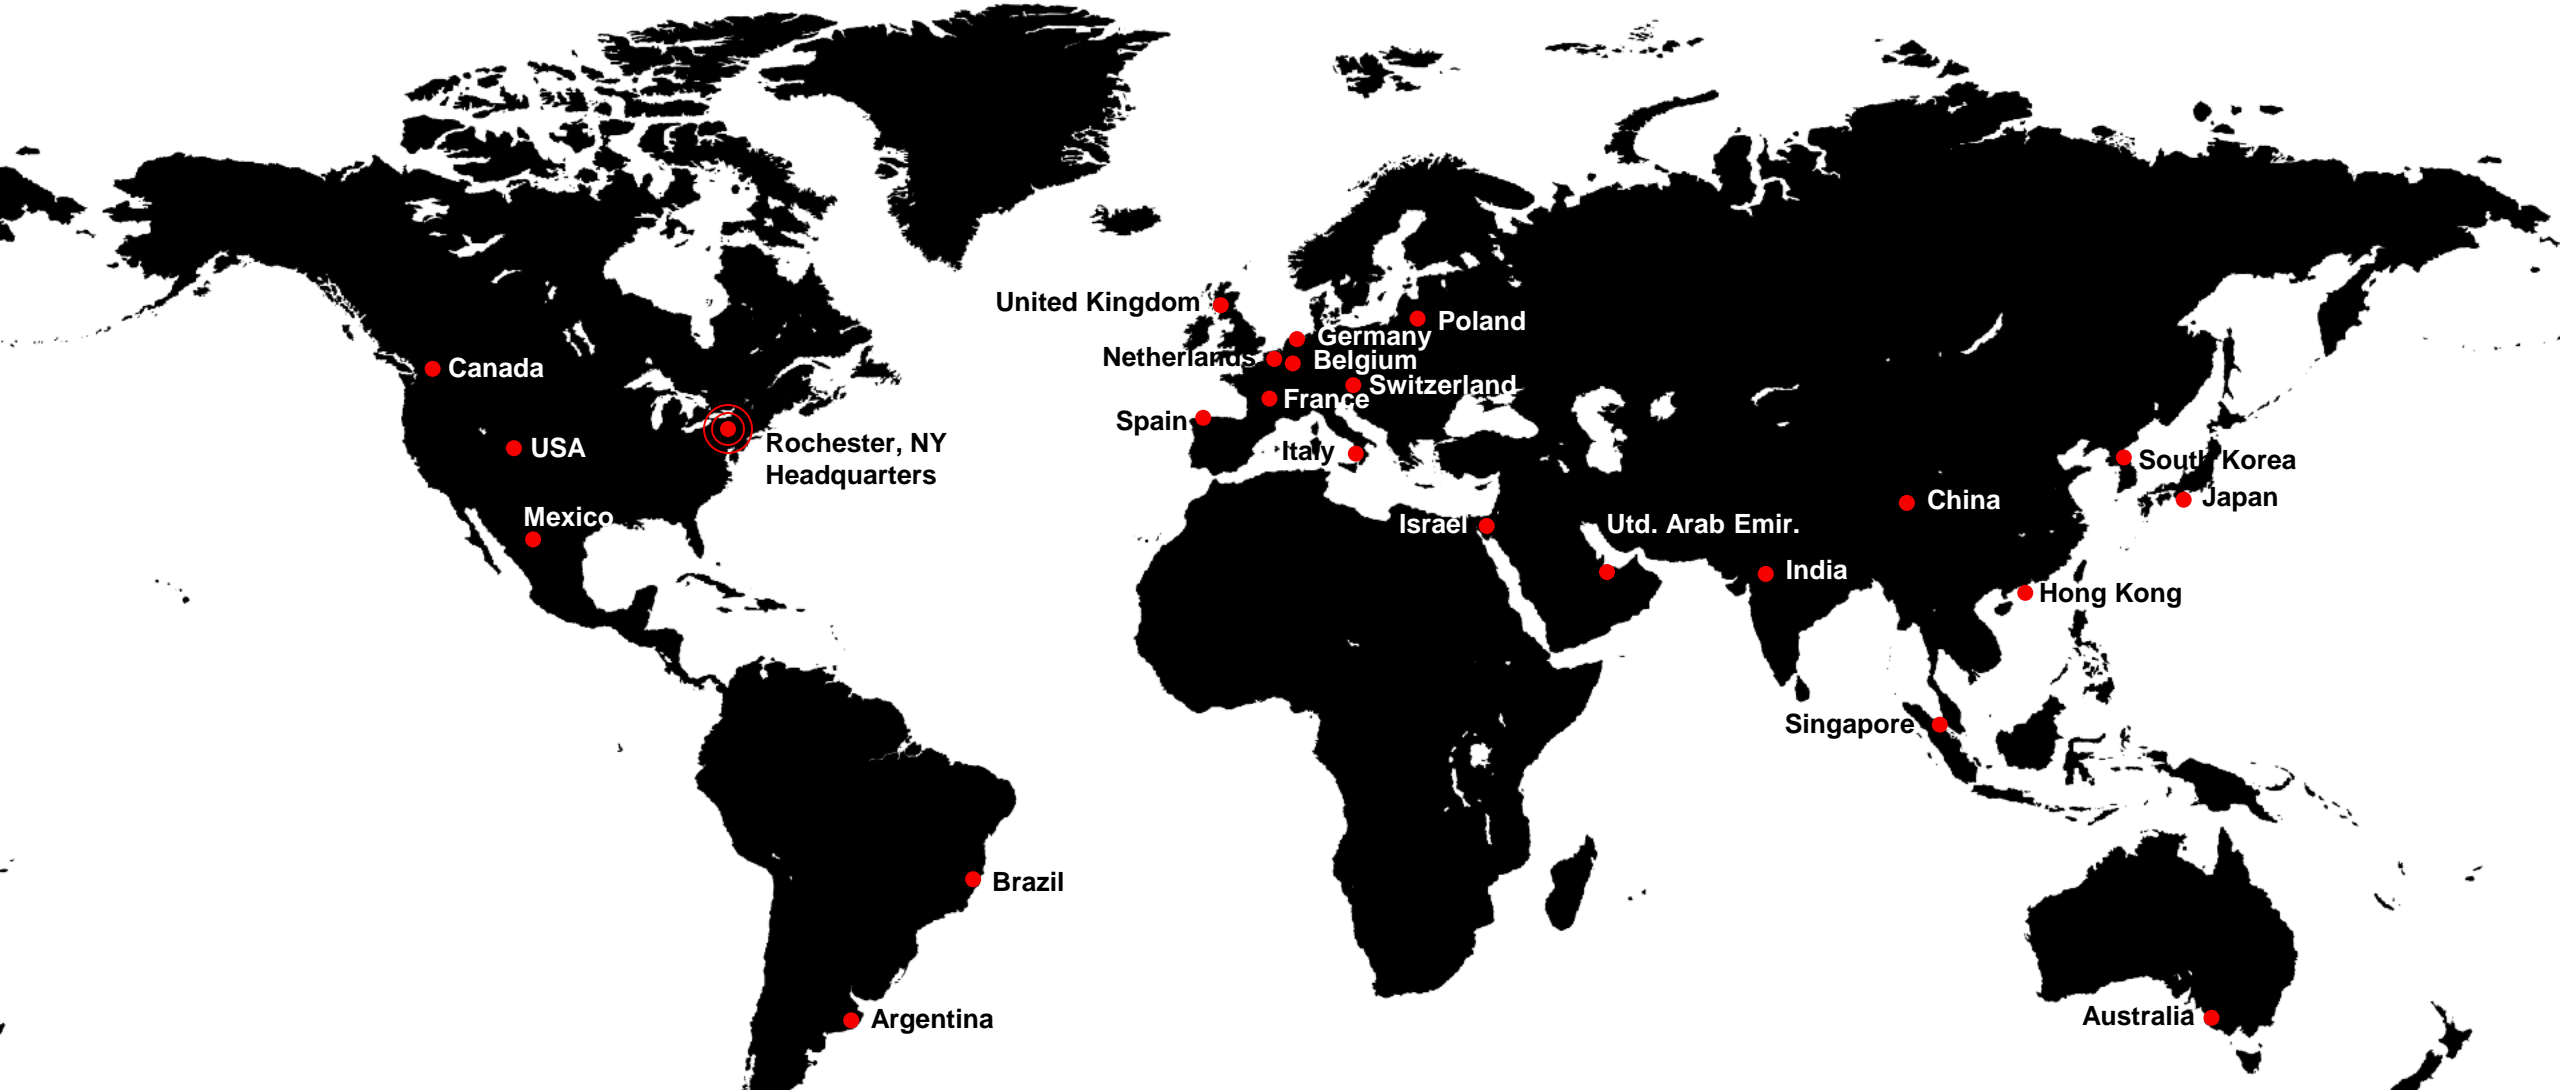 United Kingdom
Poland
Germany
Netherlands
Belgium
Canada
Switzerland
France
Spain
Rochester, NY
Headquarters
USA
Italy
South Korea
Japan
China
Mexico
Israel
Utd. Arab Emir.
India
Hong Kong
Singapore
Brazil
Argentina
Australia